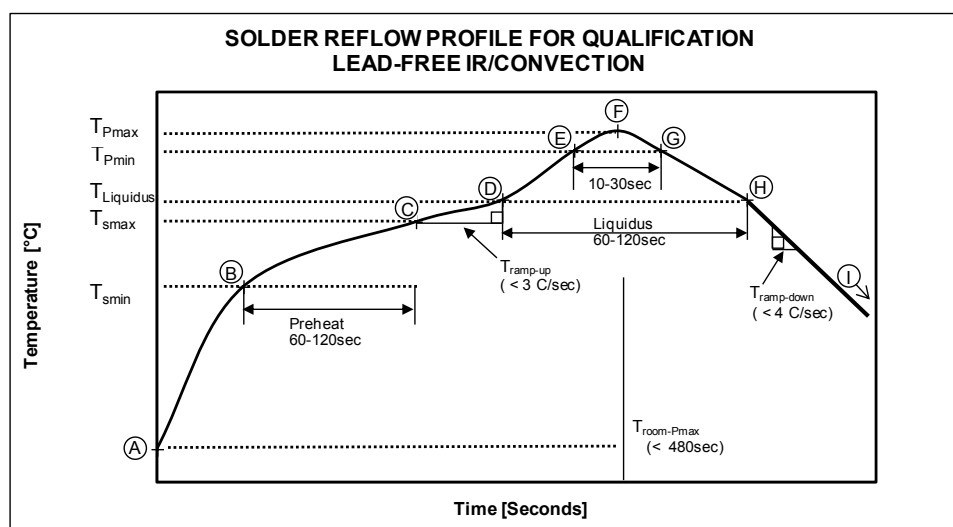 SOLDER REFLOW PROFILE FOR QUALIFICATION
LEAD-FREE IR/CONVECTION
Temperature [°C]
TPmax
TPmin
TLiquidus
Tsmax
Tsmin
A
B
C
D
E
F
G
H
I
10-30sec
Liquidus
60-120sec
Tramp-up
( < 3 C/sec)
Tramp-down
( < 4 C/sec)
Preheat
60-120sec
Troom-Pmax
(< 480sec)
Time [Seconds]